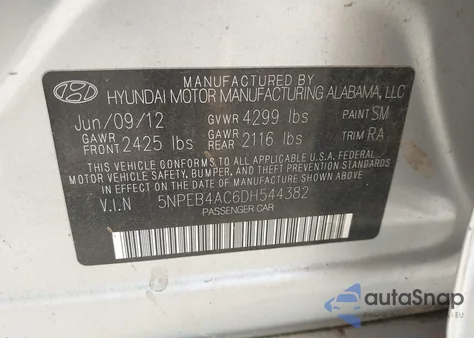 MANUFACTURED BY
HYUNDAI MOTOR MANUFACTURING ALABAMA, LLC
Jun/09/12 GVWR 4299 lbs PAINT SM
GAWR FRONT 2425 lbs GAWR REAR 2116 lbs TRIM RA
THIS VEHICLE CONFORMS TO ALL APPLICABLE U.S.A FEDERAL
MOTOR VEHICLE SAFETY, BUMPER, AND THEFT PREVENTION
STANDARDS IN EFFECT ON THE DATE OF MANUFACTURE SHOWN ABOVE.
V.I.N 5NPEB4AC6DH544382
PASSENGER CAR
autoSnap